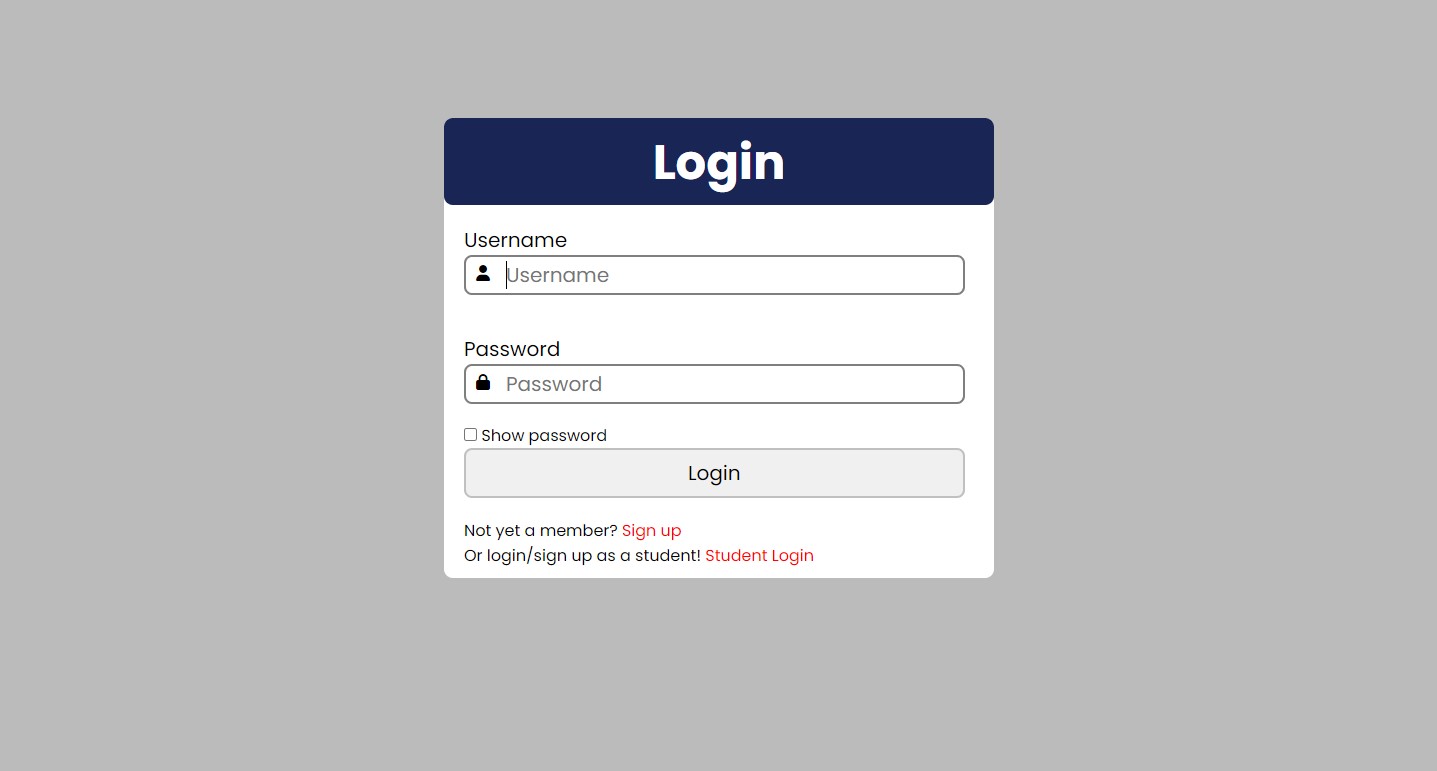 Login
Username
Username
Password
Password
Show password
Login
Not yet a member? Sign up
Or login/sign up as a student! Student Login